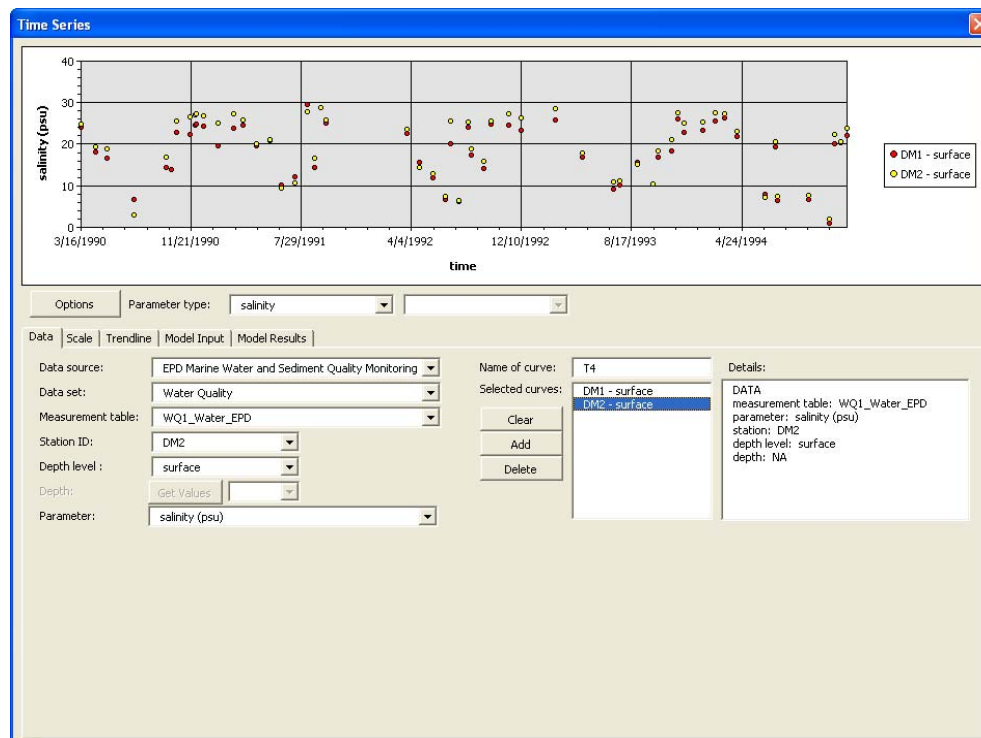 Time Series
40
30
20
10
0
salinity (psu)
3/16/1990 11/21/1990 7/29/1991 4/4/1992 12/10/1992 8/17/1993 4/24/1994
time
DM1 - surface
DM2 - surface
Options Parameter type: salinity
Data Scale Trendline Model Input Model Results
Data source: EPD Marine Water and Sediment Quality Monitoring
Data set: Water Quality
Measurement table: WQ1_Water_EPD
Station ID: DM2
Depth level : surface
Depth: Get Values
Parameter: salinity (psu)
Name of curve: T4
Selected curves: DM1 - surface
DM2 - surface
Clear
Add
Delete
Details:
DATA
measurement table: WQ1_Water_EPD
parameter: salinity (psu)
station: DM2
depth level: surface
depth: NA